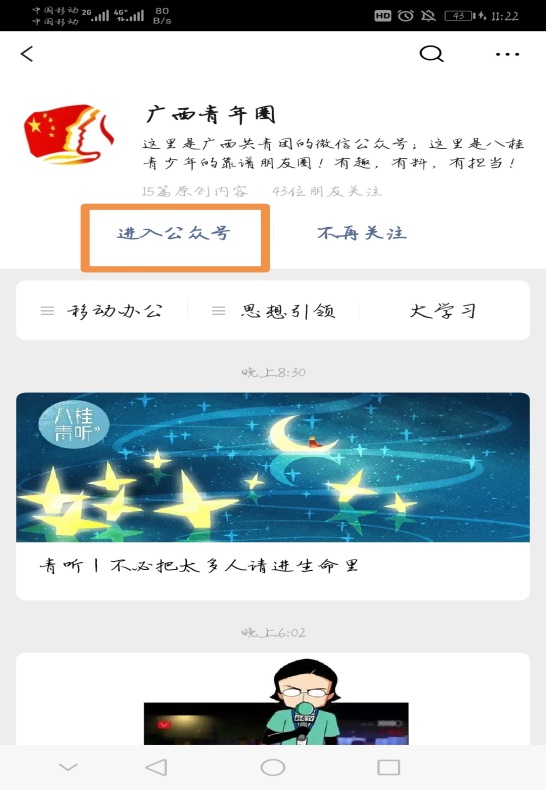 中国移动 2G 4G+ 80
中国移动 B/s
HD 43 11:22
广西青年圈
这里是广西共青团的微信公众号；这里是八桂
青少年的靠谱朋友圈！有趣，有料，有担当！
15篇原创内容 43位朋友关注
进入公众号 不再关注
移动办公 思想引领 大学习
晚上8:30
八桂
青听
青听丨不必把太多人请进生命里
晚上6:02